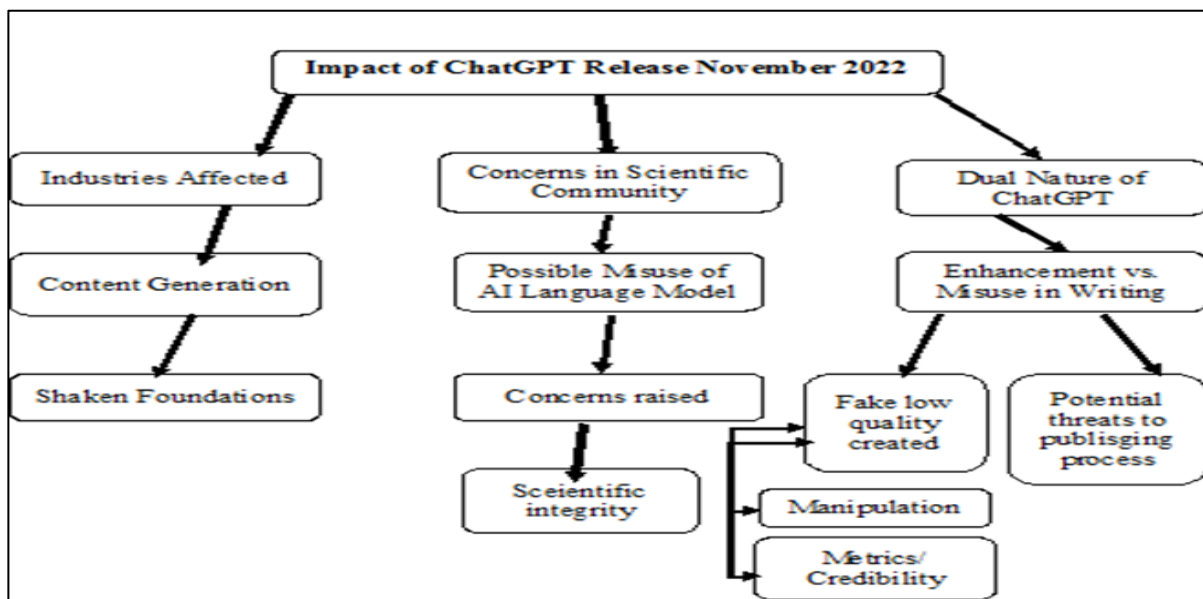 Impact of ChatGPT Release November 2022
Industries Affected
Concerns in Scientific
Community
Dual Nature of
ChatGPT
Content Generation
Possible Misuse of
AI Language Model
Enhancement vs.
Misuse in Writing
Shaken Foundations
Concerns raised
Fake low
quality
created
Potential
threats to
publisging
process
Sceientific
integrity
Manipulation
Metrics/
Credibility